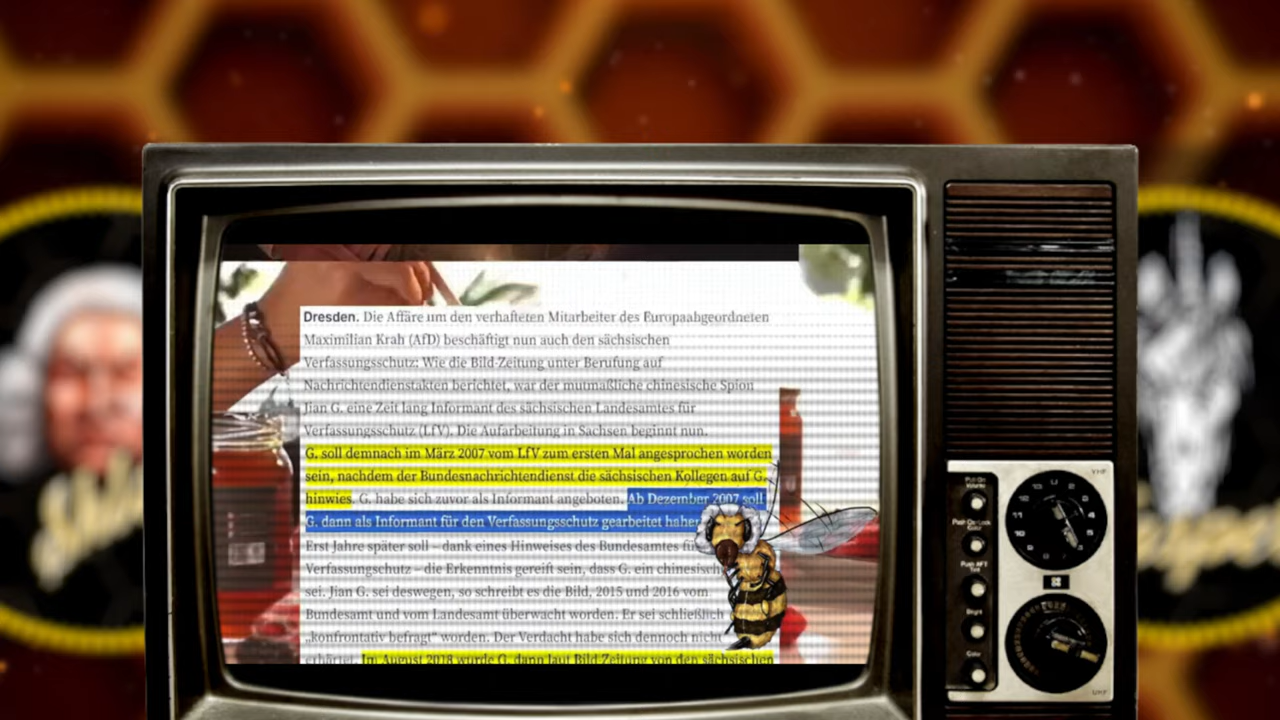 Dresden. Die Affäre um den verhafteten Mitarbeiter des Europaabgeordneten
Maximilian Krah (AfD) beschäftigt nun auch den sächsischen
Verfassungsschutz: Wie die Bild-Zeitung unter Berufung auf
Nachrichtendienstakten berichtet, war der mutmaßliche chinesische Spion
Jian G. eine Zeit lang Informant des sächsischen Landesamtes für
Verfassungsschutz (LfV). Die Aufarbeitung in Sachsen beginnt nun.
G. soll demnach im März 2007 vom LfV zum ersten Mal angesprochen worden
sein, nachdem der Bundesnachrichtendienst die sächsischen Kollegen auf G.
hinwies. G. habe sich zuvor als Informant angeboten. Ab Dezember 2007 soll
G. dann als Informant für den Verfassungsschutz gearbeitet haben
Erst Jahre später soll – dank eines Hinweises des Bundesamtes
Verfassungschutz – die Erkenntnis gereift sein, dass G. ein
sei. Jian G. sei deswegen, so schreibt es die Bild, 2015 und 2016 vom
Bundesamt und vom Landesamt überwacht worden. Er sei schließlich
„konfrontativ befragt“ worden. Der Verdacht habe sich dennoch nicht
erhärtet. Im August 2018 wurde G. dann laut Bild Zeitung von den sächsischen
VHF
UHF